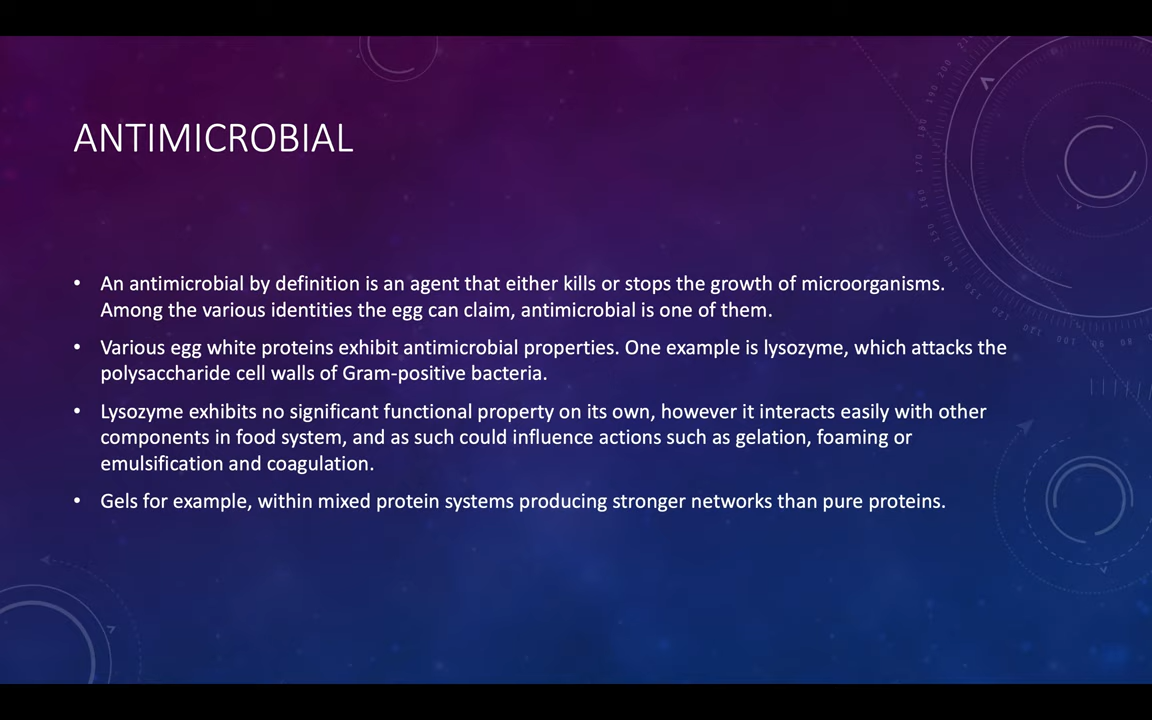 ANTIMICROBIAL
• An antimicrobial by definition is an agent that either kills or stops the growth of microorganisms.
Among the various identities the egg can claim, antimicrobial is one of them.
• Various egg white proteins exhibit antimicrobial properties. One example is lysozyme, which attacks the
polysaccharide cell walls of Gram-positive bacteria.
• Lysozyme exhibits no significant functional property on its own, however it interacts easily with other
components in food system, and as such could influence actions such as gelation, foaming or
emulsification and coagulation.
• Gels for example, within mixed protein systems producing stronger networks than pure proteins.